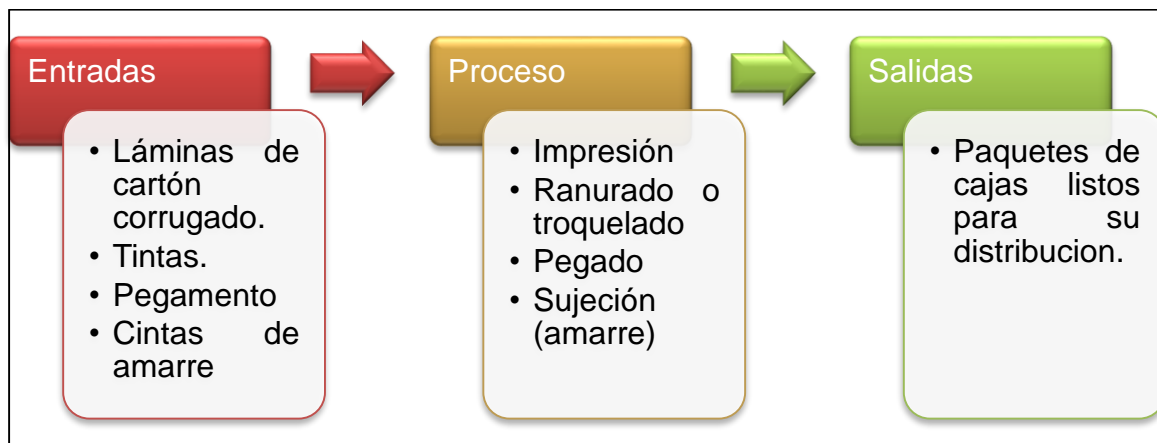 Entradas
• Láminas de
cartón
corrugado.
• Tintas.
• Pegamento
• Cintas de
amarre
Proceso
• Impresión
• Ranurado o
troquelado
• Pegado
• Sujeción
(amarre)
Salidas
• Paquetes de
cajas listos
para su
distribucion.